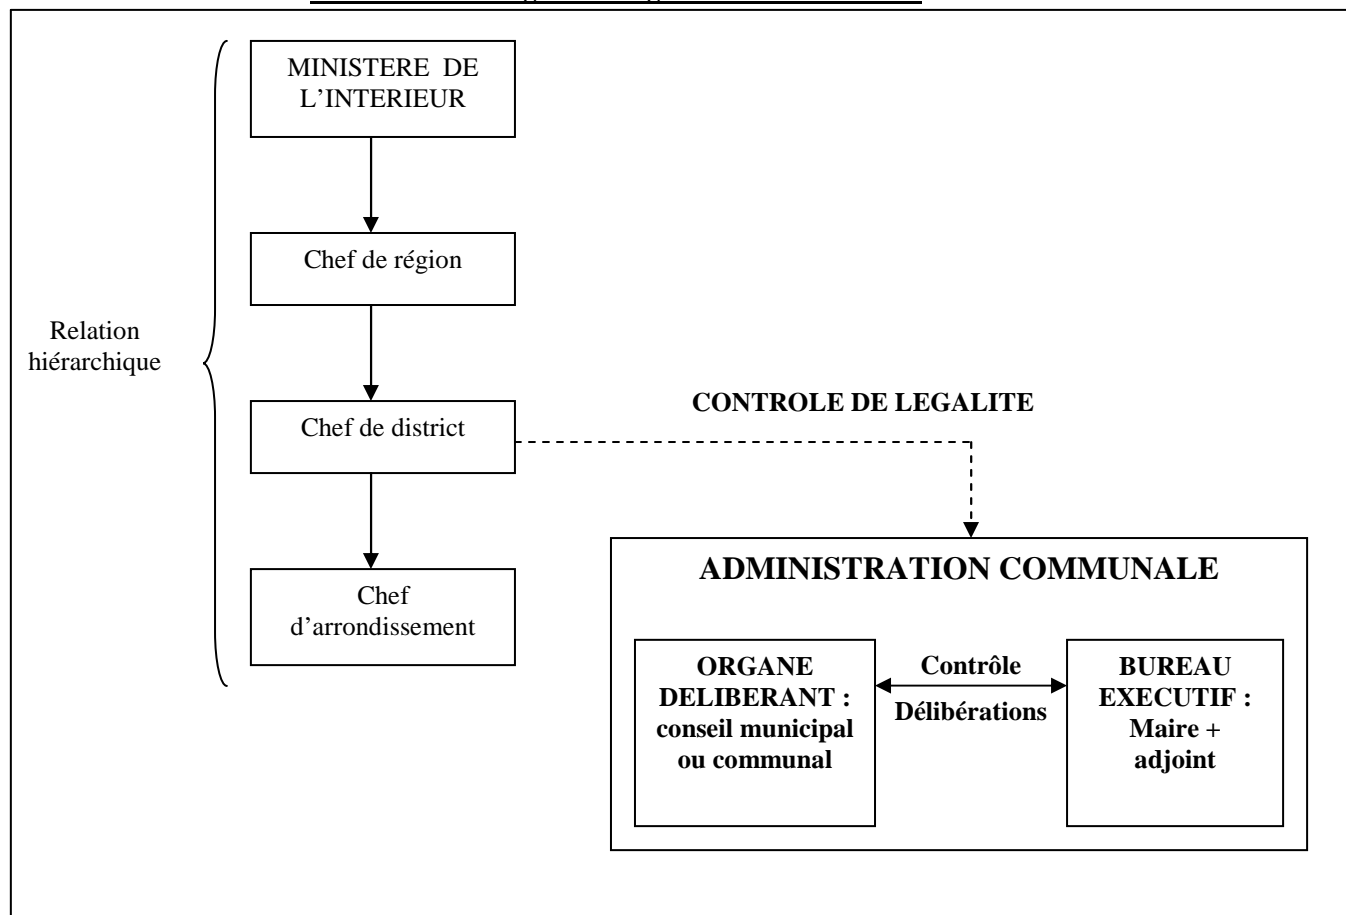 MINISTERE DE
L’INTERIEUR
Chef de région
Relation
hiérarchique
CONTROLE DE LEGALITE
Chef de district
ADMINISTRATION COMMUNALE
Chef
d’arrondissement
ORGANE
DELIBERANT :
conseil municipal
ou communal
Contrôle
Délibérations
BUREAU
EXECUTIF :
Maire +
adjoint